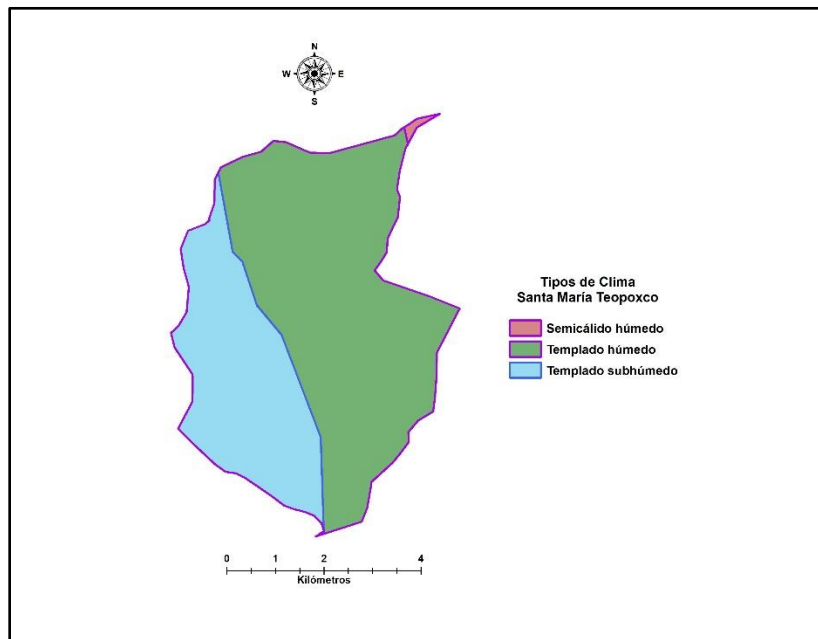 N
W E
S
Tipos de Clima
Santa María Teopoxco
Semicálido húmedo
Templado húmedo
Templado subhúmedo
0 1 2 4
Kilómetros